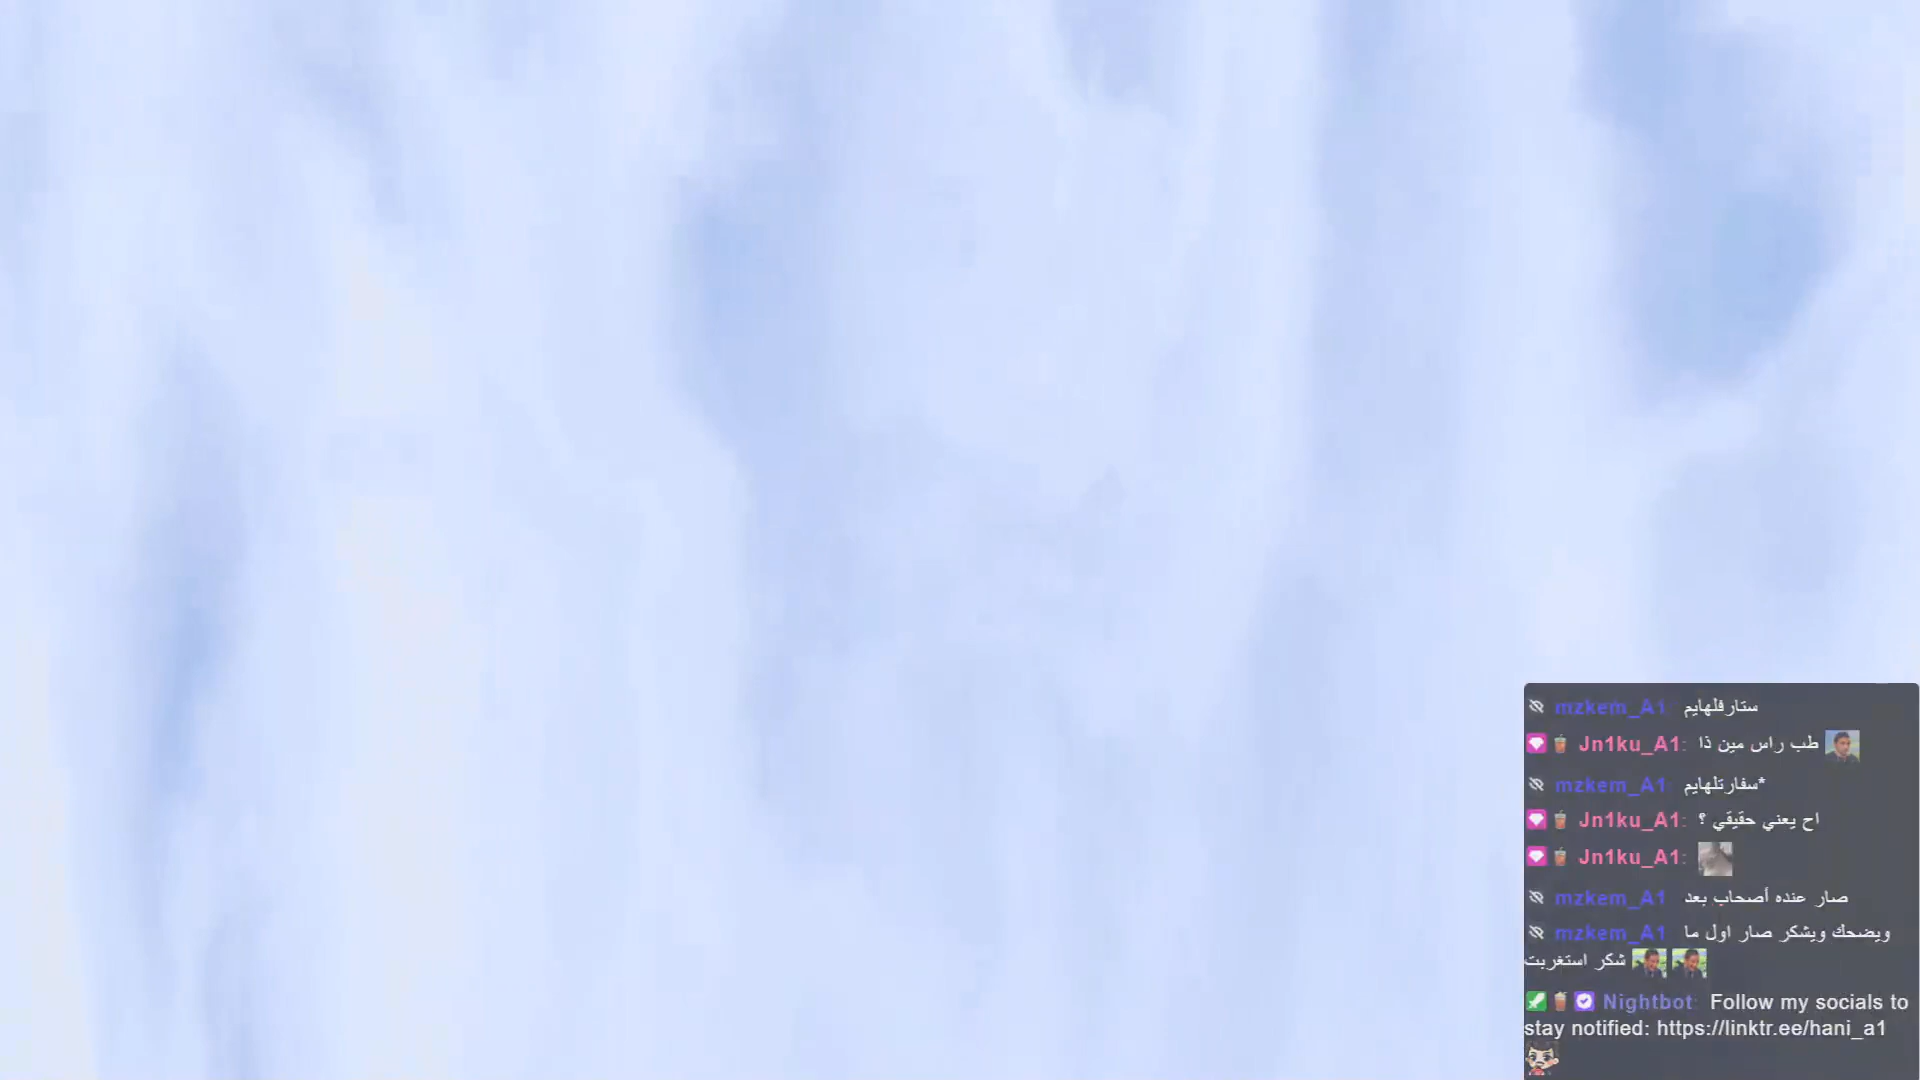 mzkem_A1: ستارفلهايم
Jn1ku_A1: طب راس مين ذا
mzkem_A1: سفارتلهايم*
Jn1ku_A1: اح يعني حقيقي ؟
Jn1ku_A1:
mzkem_A1: صار عنده أصحاب بعد
mzkem_A1: ويضحك ويشكر صار اول ما
شكر استغربت
Nightbot: Follow my socials to
stay notified: https://linktr.ee/hani_a1